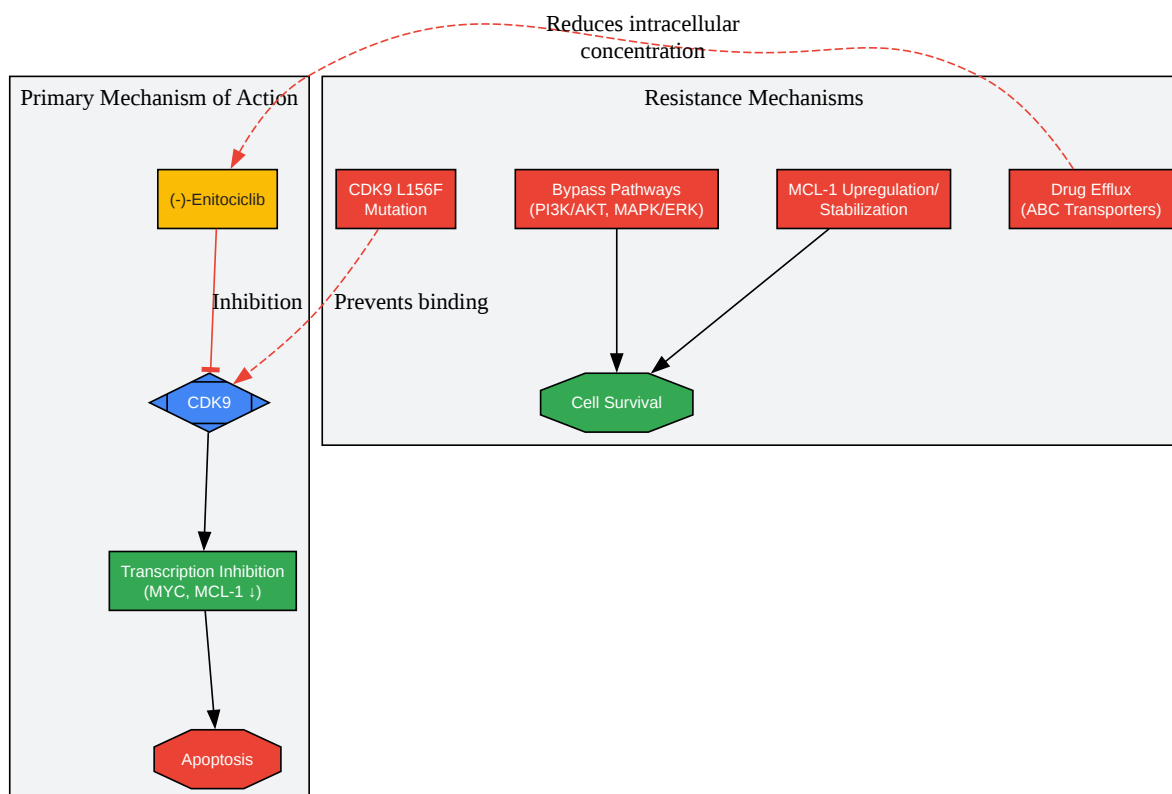 Reduces intracellular
concentration
Primary Mechanism of Action
Resistance Mechanisms
(-)-Enitociclib
CDK9 L156F
Mutation
Bypass Pathways
(PI3K/AKT, MAPK/ERK)
MCL-1 Upregulation/
Stabilization
Drug Efflux
(ABC Transporters)
Inhibition
Prevents binding
CDK9
Cell Survival
Transcription Inhibition
(MYC, MCL-1 ↓)
Apoptosis